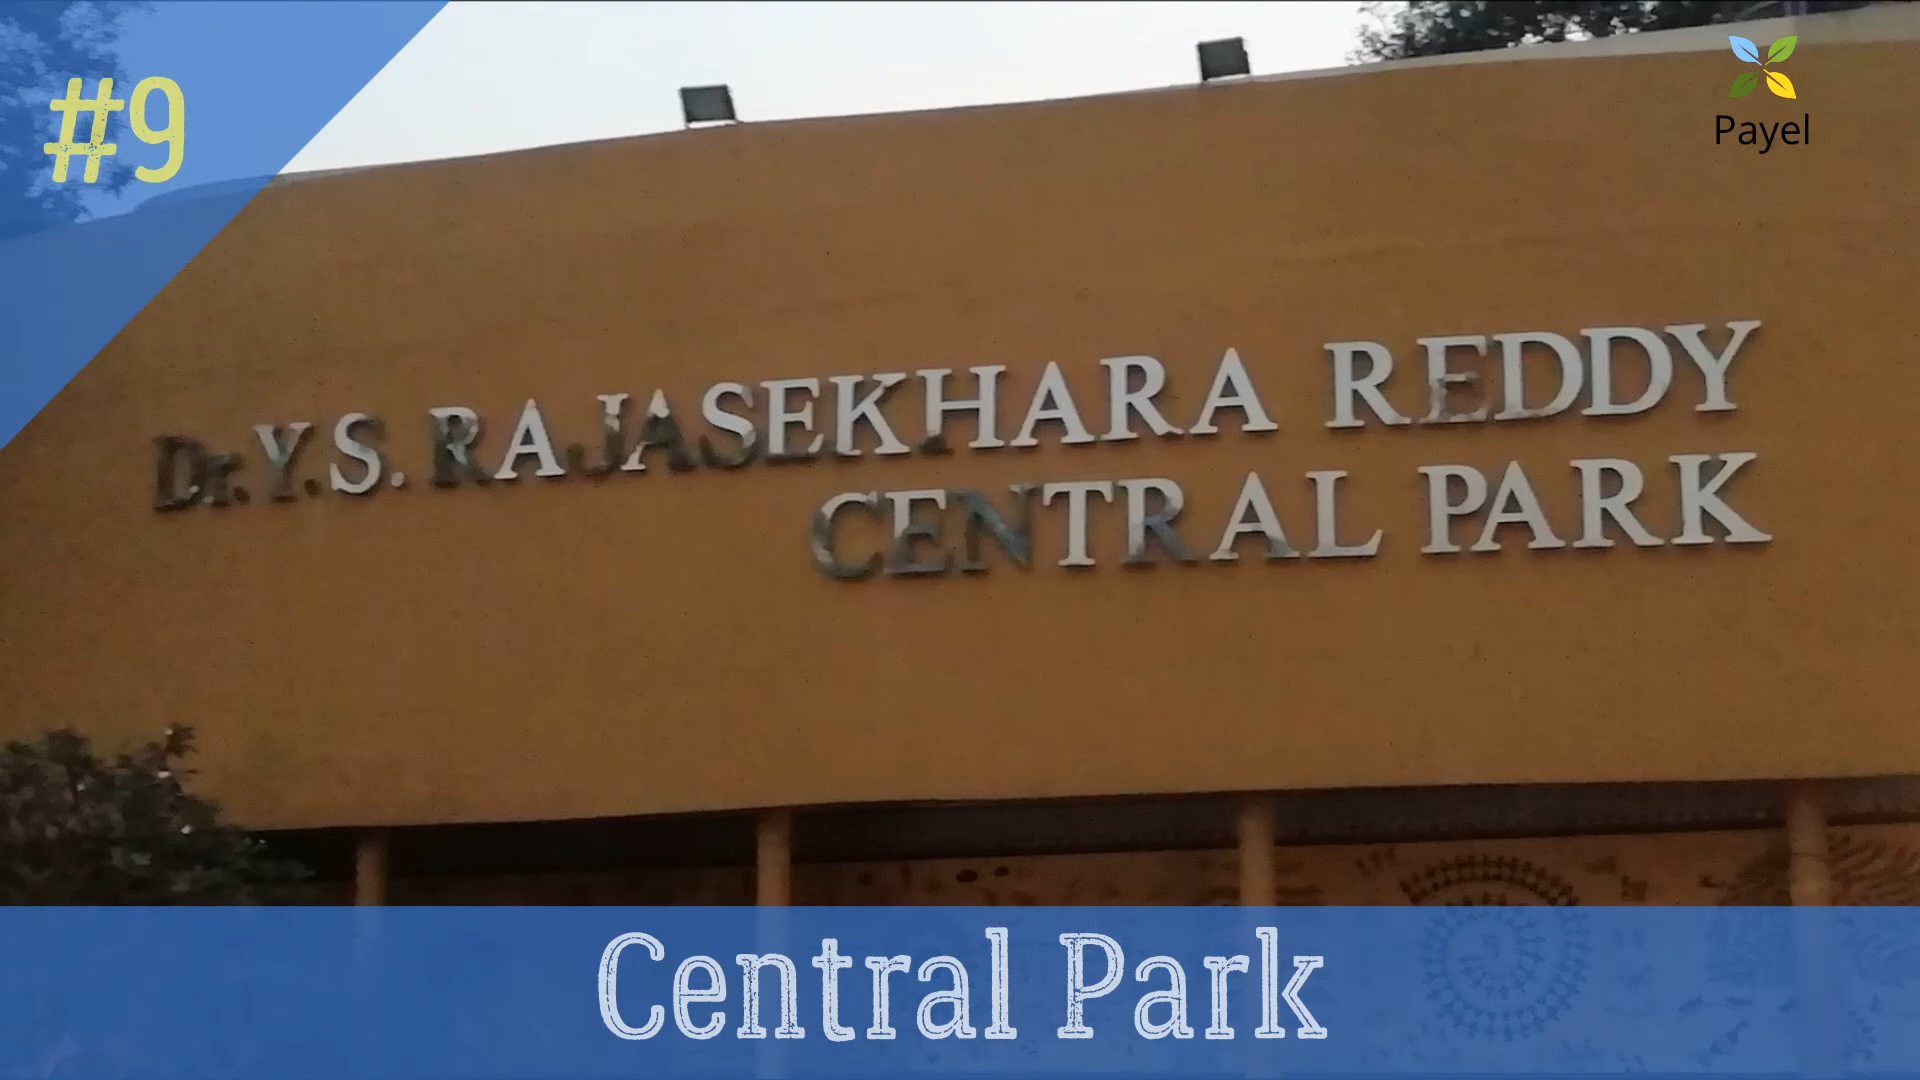 #9
Payel
Dr. Y.S. RAJASEKHARA REDDY
CENTRAL PARK
Central Park